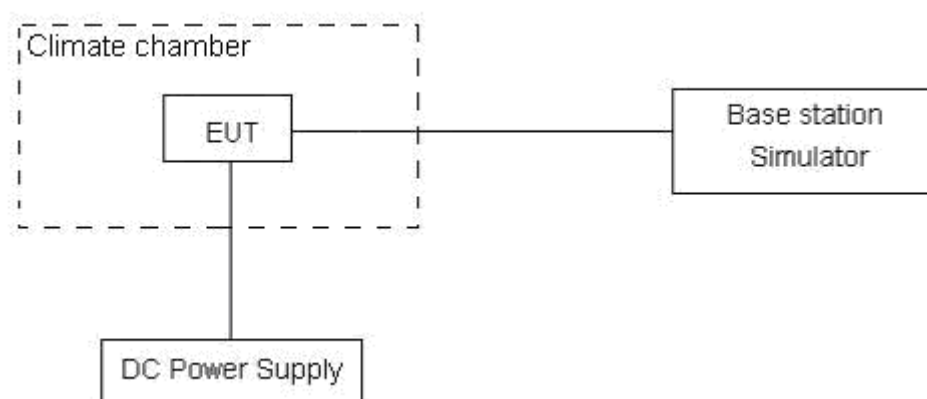 Climate chamber
EUT
Base station
Simulator
DC Power Supply